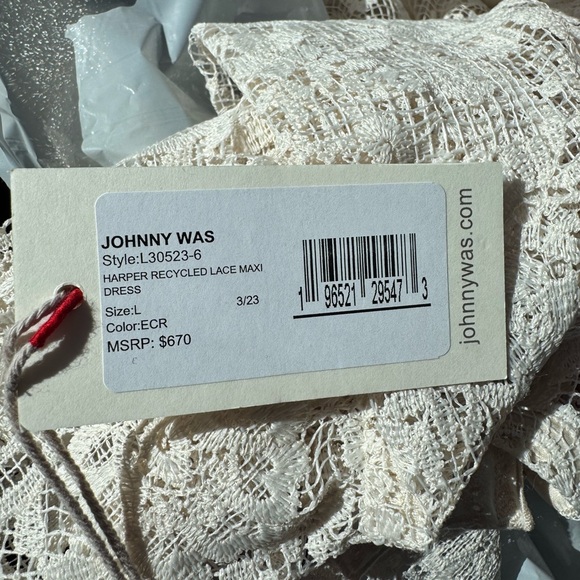 JOHNNY WAS
Style:L30523-6
HARPER RECYCLED LACE MAXI
DRESS
Size:L
3/23
Color:ECR
MSRP: $670
1 96521 29547 3
johnnywas.com